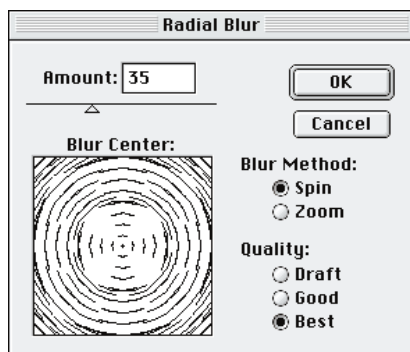 Radial Blur
Amount: 35
OK
Cancel
Blur Center:
Blur Method:
Spin
Zoom
Quality:
Draft
Good
Best